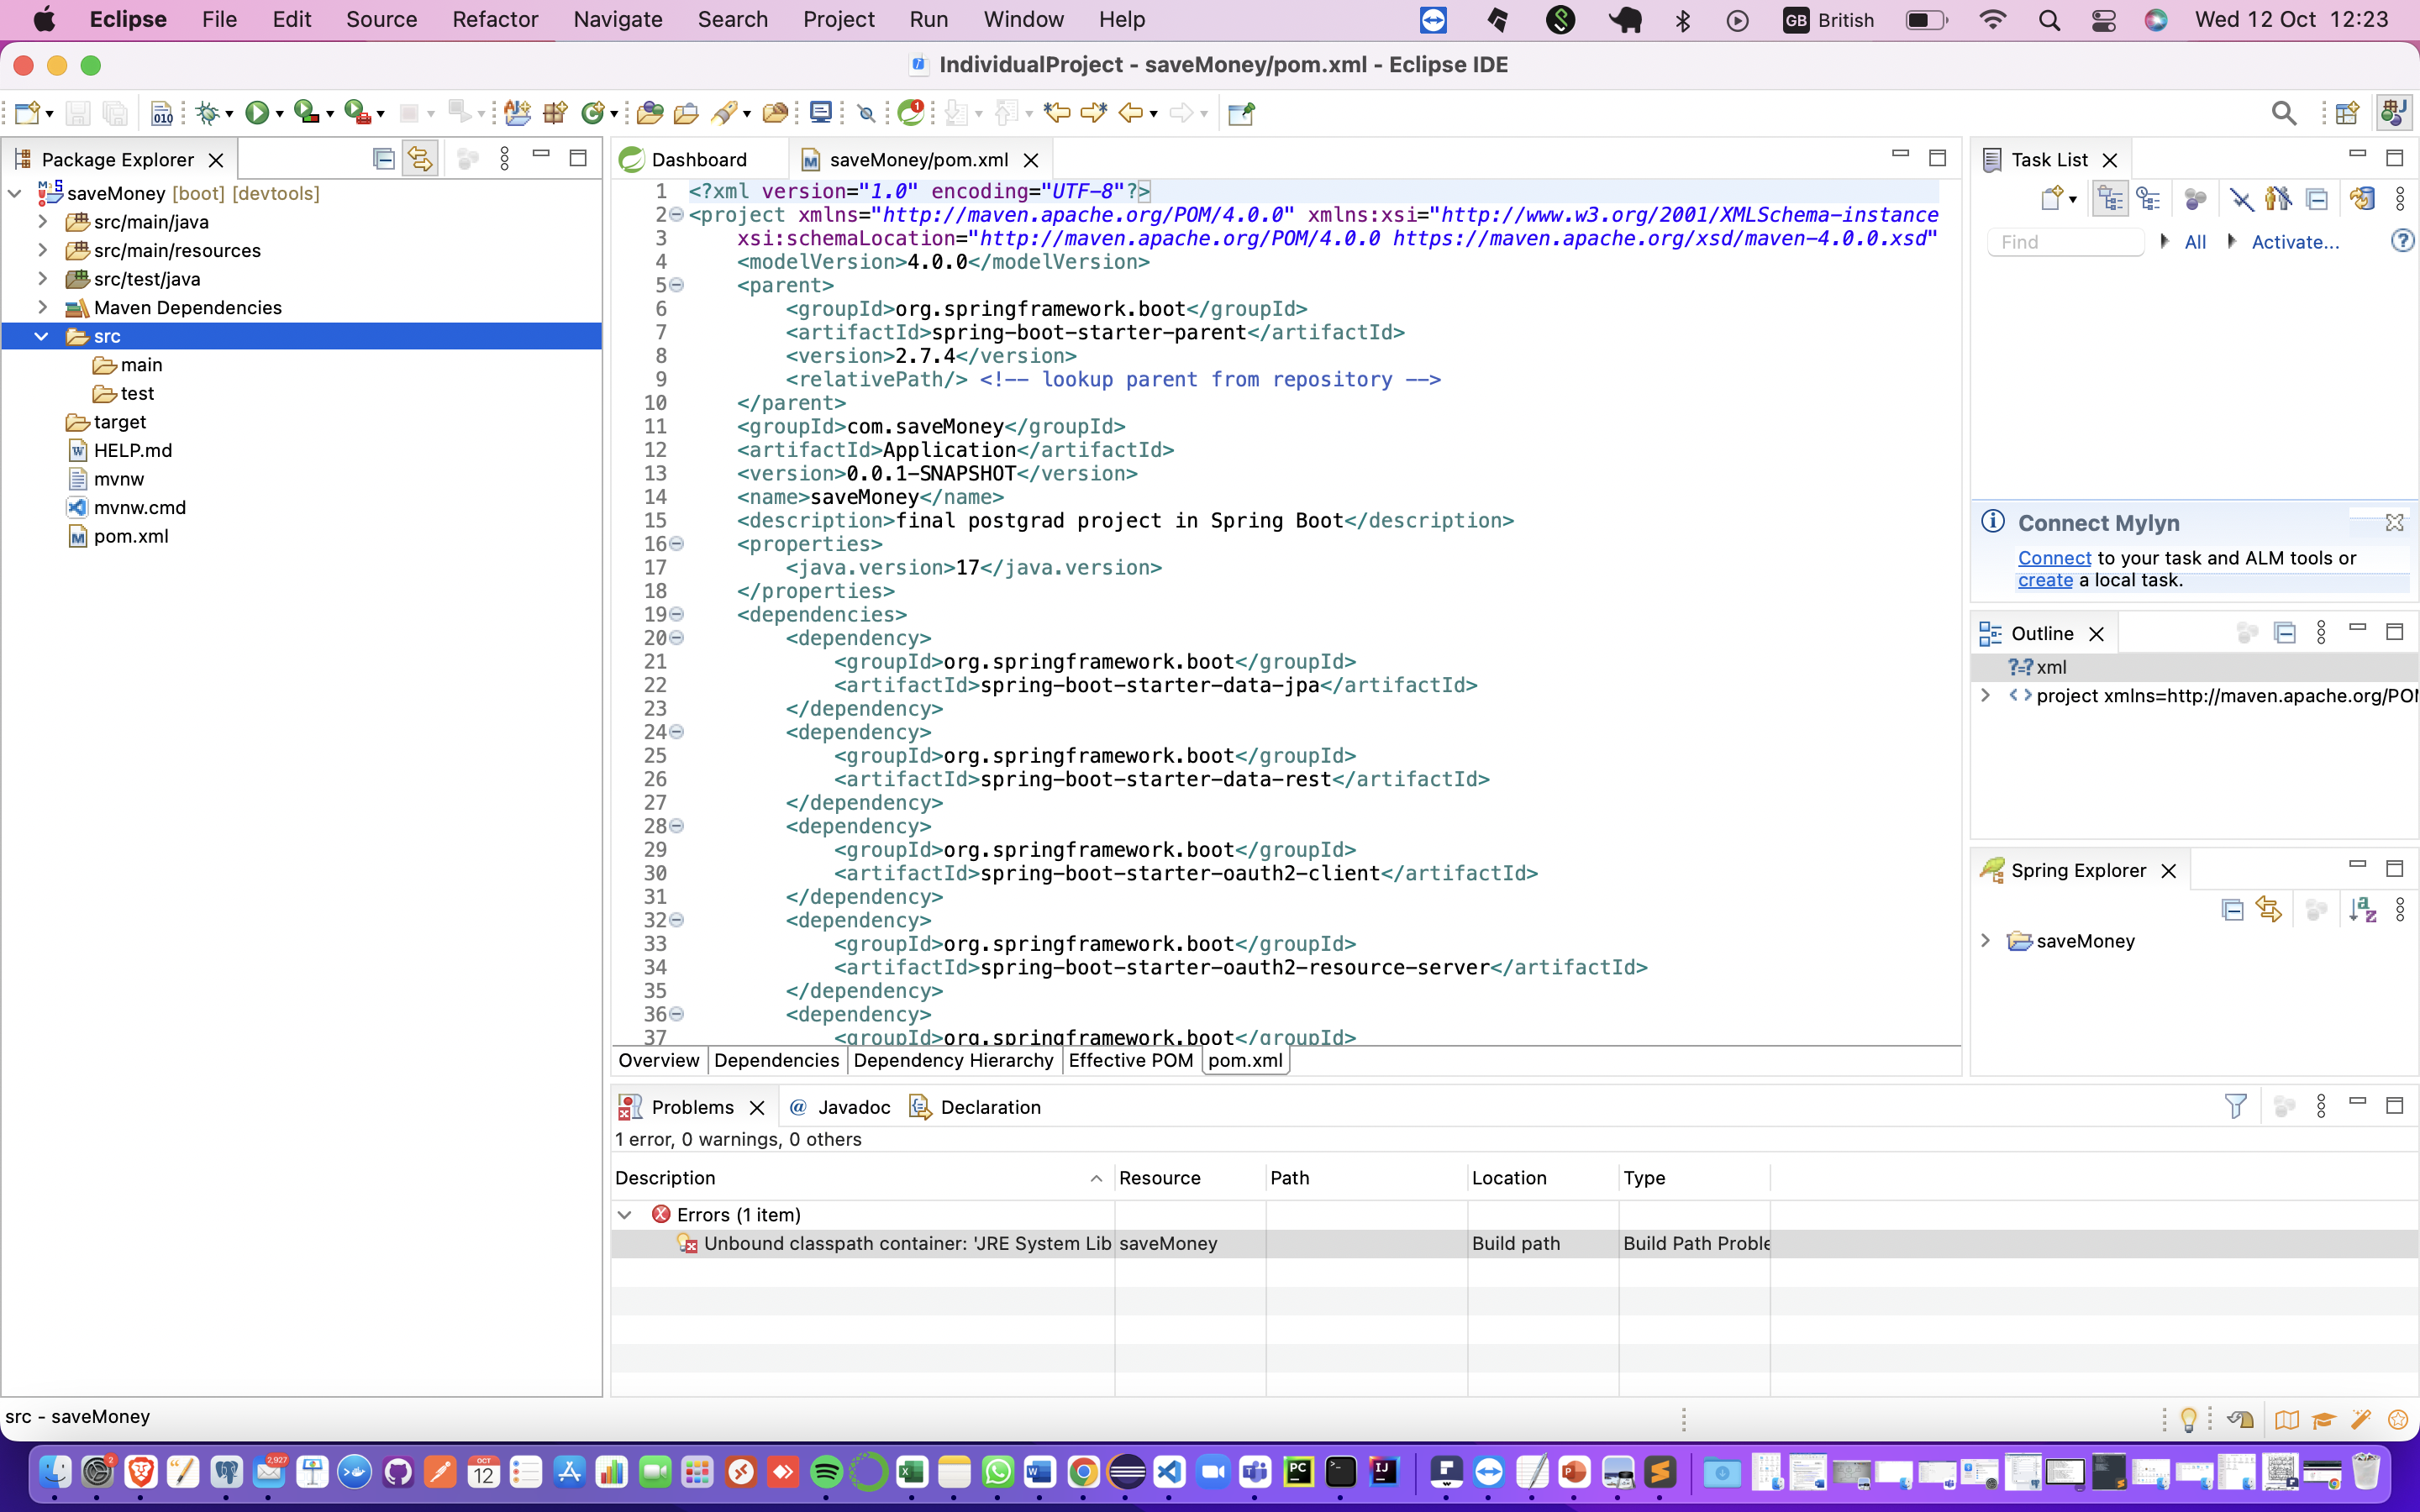 Eclipse File Edit Source Refactor Navigate Search Project Run Window Help GB British Wed 12 Oct 12:23
IndividualProject - saveMoney/pom.xml - Eclipse IDE
Package Explorer
saveMoney [boot] [devtools]
src/main/java
src/main/resources
src/test/java
Maven Dependencies
src
main
test
target
HELP.md
mvnw
mvnw.cmd
pom.xml
Dashboard saveMoney/pom.xml
1 <?xml version="1.0" encoding="UTF-8"?>
2 <project xmlns="http://maven.apache.org/POM/4.0.0" xmlns:xsi="http://www.w3.org/2001/XMLSchema-instance
3 xsi:schemaLocation="http://maven.apache.org/POM/4.0.0 https://maven.apache.org/xsd/maven-4.0.0.xsd"
4 <modelVersion>4.0.0</modelVersion>
5 <parent>
6 <groupId>org.springframework.boot</groupId>
7 <artifactId>spring-boot-starter-parent</artifactId>
8 <version>2.7.4</version>
9 <relativePath/> <!-- lookup parent from repository -->
10 </parent>
11 <groupId>com.saveMoney</groupId>
12 <artifactId>Application</artifactId>
13 <version>0.0.1-SNAPSHOT</version>
14 <name>saveMoney</name>
15 <description>final postgrad project in Spring Boot</description>
16 <properties>
17 <java.version>17</java.version>
18 </properties>
19 <dependencies>
20 <dependency>
21 <groupId>org.springframework.boot</groupId>
22 <artifactId>spring-boot-starter-data-jpa</artifactId>
23 </dependency>
24 <dependency>
25 <groupId>org.springframework.boot</groupId>
26 <artifactId>spring-boot-starter-data-rest</artifactId>
27 </dependency>
28 <dependency>
29 <groupId>org.springframework.boot</groupId>
30 <artifactId>spring-boot-starter-oauth2-client</artifactId>
31 </dependency>
32 <dependency>
33 <groupId>org.springframework.boot</groupId>
34 <artifactId>spring-boot-starter-oauth2-resource-server</artifactId>
35 </dependency>
36 <dependency>
37 <groupId>org.springframework.boot</groupId>
Overview Dependencies Dependency Hierarchy Effective POM pom.xml
Task List
Find All Activate...
Connect Mylyn
Connect to your task and ALM tools or
create a local task.
Outline
?=? xml
project xmlns=http://maven.apache.org/PO
Spring Explorer
saveMoney
Problems @ Javadoc Declaration
1 error, 0 warnings, 0 others
Description Resource Path Location Type
Errors (1 item)
Unbound classpath container: 'JRE System Lib saveMoney Build path Build Path Proble
src - saveMoney
2 2,927 OCT 12 PC IJ